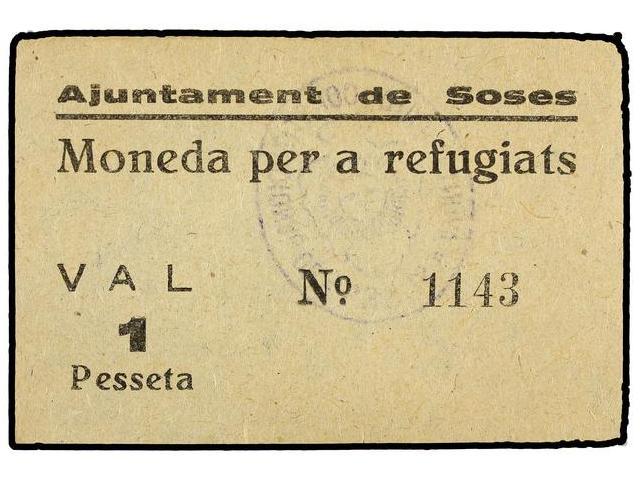 Ajuntament de Soses
Moneda per a refugiats
VAL Nº 1143
1
Pesseta